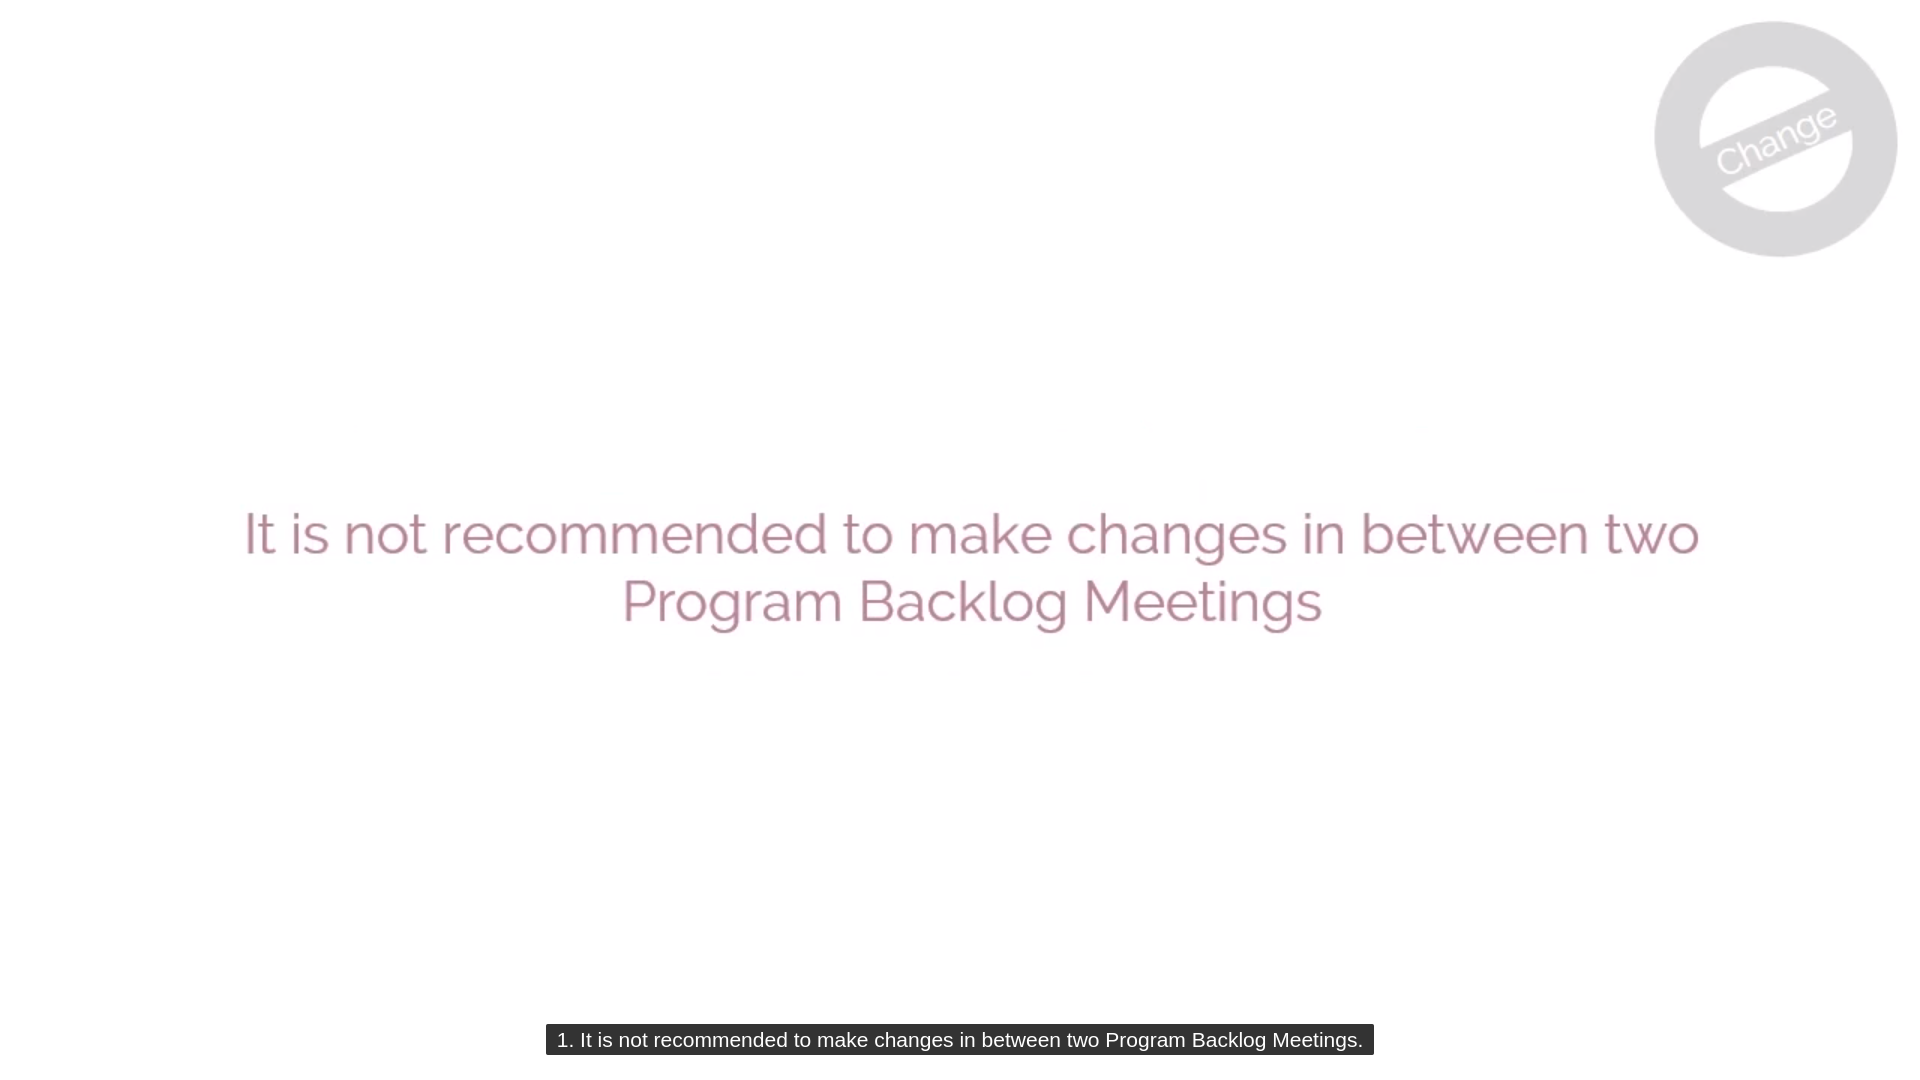 Change
It is not recommended to make changes in between two
Program Backlog Meetings
1. It is not recommended to make changes in between two Program Backlog Meetings.